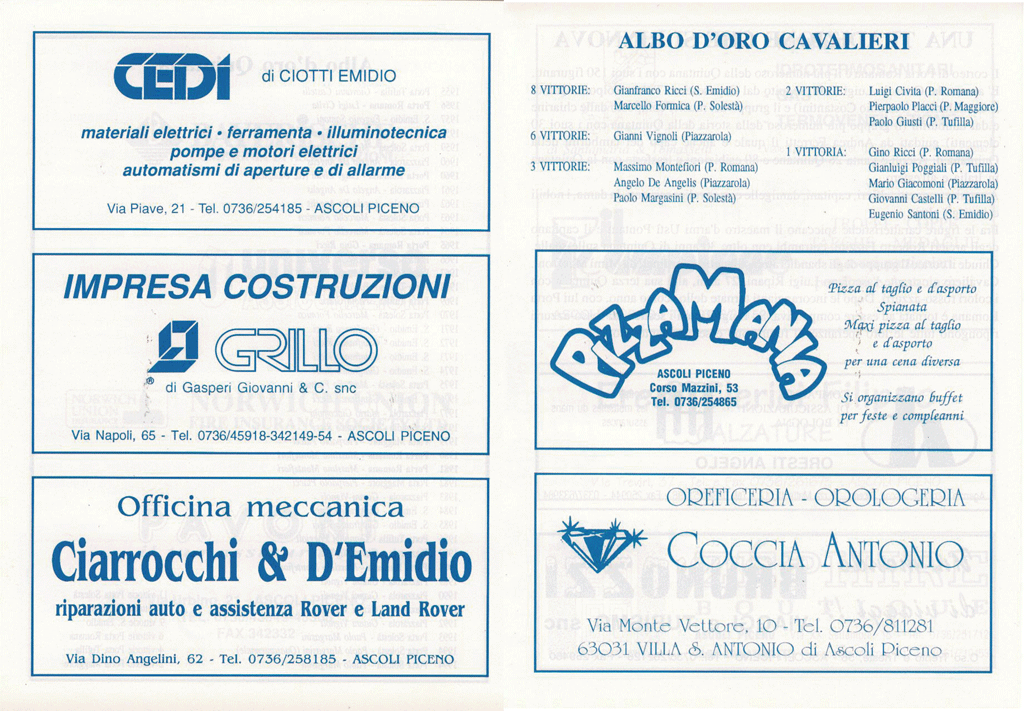 CEDI di CIOTTI EMIDIO
materiali elettrici • ferramenta • illuminotecnica
pompe e motori elettrici
automatismi di aperture e di allarme
Via Piave, 21 - Tel. 0736/254185 - ASCOLI PICENO
IMPRESA COSTRUZIONI
GRILLO
®
di Gasperi Giovanni & C. snc
Via Napoli, 65 - Tel. 0736/45918-342149-54 - ASCOLI PICENO
Officina meccanica
Ciarrocchi & D'Emidio
riparazioni auto e assistenza Rover e Land Rover
Via Dino Angelini, 62 - Tel. 0736/258185 - ASCOLI PICENO
ALBO D'ORO CAVALIERI
8 VITTORIE: Gianfranco Ricci (S. Emidio)
Marcello Formica (P. Solestà)
6 VITTORIE: Gianni Vignoli (Piazzarola)
3 VITTORIE: Massimo Montefiori (P. Romana)
Angelo De Angelis (Piazzarola)
Paolo Margasini (P. Solestà)
2 VITTORIE: Luigi Civita (P. Romana)
Pierpaolo Placci (P. Maggiore)
Paolo Giusti (P. Tufilla)
1 VITTORIA: Gino Ricci (P. Romana)
Gianluigi Poggiali (P. Tufilla)
Mario Giacomoni (Piazzarola)
Giovanni Castelli (P. Tufilla)
Eugenio Santoni (S. Emidio)
PIZZAMANIA
ASCOLI PICENO
Corso Mazzini, 53
Tel. 0736/254865
Pizza al taglio e d'asporto
Spianata
Maxi pizza al taglio
e d'asporto
per una cena diversa
Si organizzano buffet
per feste e compleanni
OREFICERIA - OROLOGERIA
COCCIA ANTONIO
Via Monte Vettore, 10 - Tel. 0736/811281
63031 VILLA S. ANTONIO di Ascoli Piceno